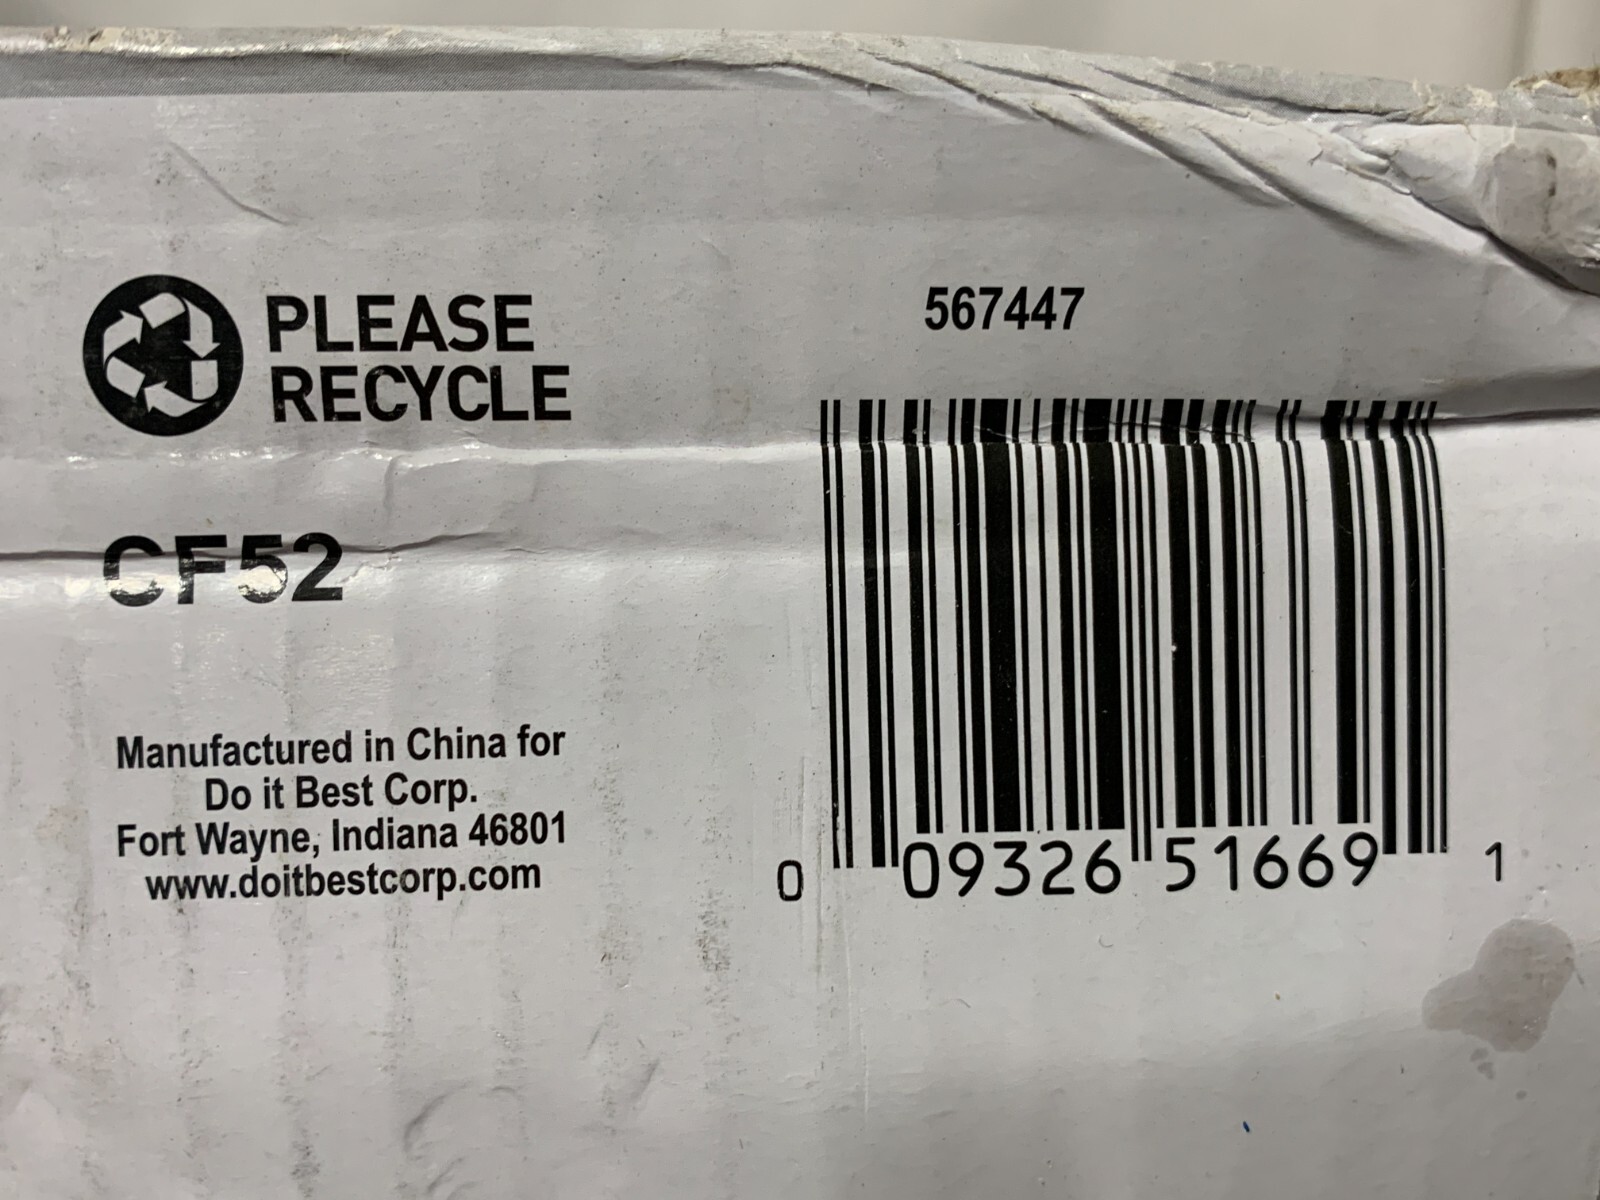 PLEASE
RECYCLE
CF52
Manufactured in China for
Do it Best Corp.
Fort Wayne, Indiana 46801
www.doitbestcorp.com
567447
0 09326 51669 1